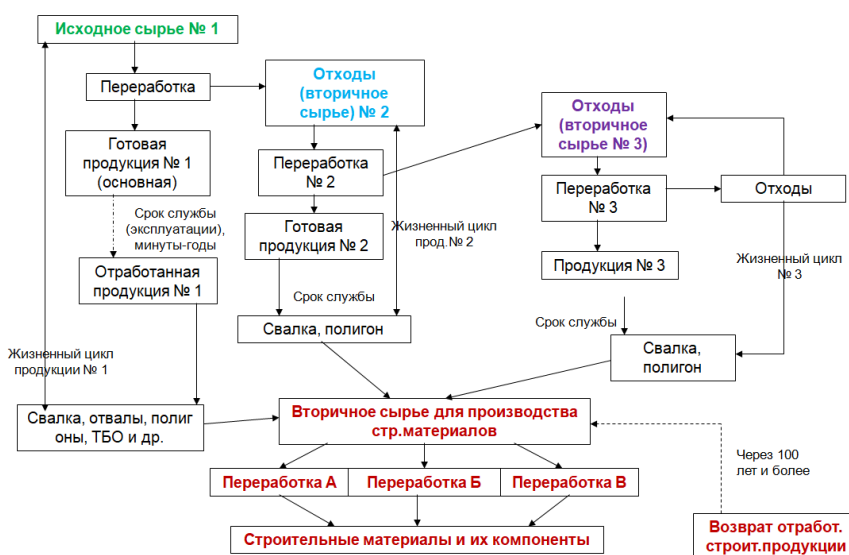 Исходное сырье № 1
Переработка
Отходы
(вторичное
сырье) № 2
Отходы
(вторичное
сырье № 3)
Готовая
продукция № 1
(основная)
Переработка
№ 2
Переработка
№ 3
Отходы
Срок службы
(эксплуатации),
минуты-годы
Готовая
продукция № 2
Жизненный цикл
прод.№ 2
Продукция № 3
Жизненный цикл
№ 3
Отработанная
продукция № 1
Срок службы
Срок службы
Свалка, полигон
Свалка,
полигон
Жизненный цикл
продукции № 1
Свалка, отвалы, полиг
оны, ТБО и др.
Вторичное сырье для производства
стр.материалов
Через 100
лет и более
Переработка А
Переработка Б
Переработка В
Строительные материалы и их компоненты
Возврат отработ.
строит.продукции